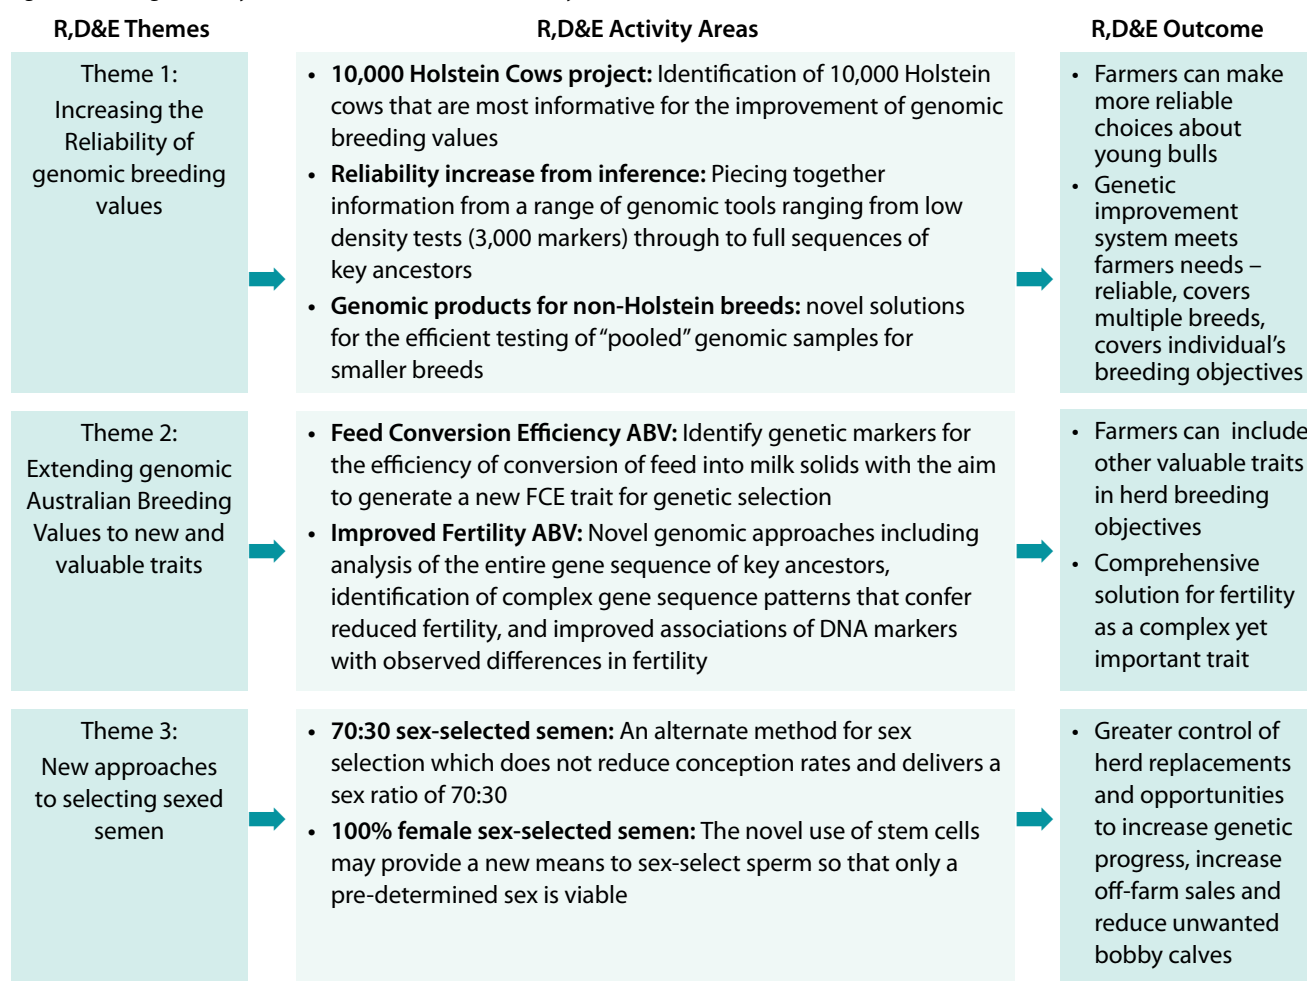 R,D&E Themes
R,D&E Activity Areas
R,D&E Outcome
Theme 1:
Increasing the
Reliability of
genomic breeding
values
• 10,000 Holstein Cows project: Identification of 10,000 Holstein
cows that are most informative for the improvement of genomic
breeding values
• Reliability increase from inference: Piecing together
information from a range of genomic tools ranging from low
density tests (3,000 markers) through to full sequences of
key ancestors
• Genomic products for non-Holstein breeds: novel solutions
for the efficient testing of “pooled” genomic samples for
smaller breeds
• Farmers can make
more reliable
choices about
young bulls
• Genetic
improvement
system meets
farmers needs –
reliable, covers
multiple breeds,
covers individual’s
breeding objectives
Theme 2:
Extending genomic
Australian Breeding
Values to new and
valuable traits
• Feed Conversion Efficiency ABV: Identify genetic markers for
the efficiency of conversion of feed into milk solids with the aim
to generate a new FCE trait for genetic selection
• Improved Fertility ABV: Novel genomic approaches including
analysis of the entire gene sequence of key ancestors,
identification of complex gene sequence patterns that confer
reduced fertility, and improved associations of DNA markers
with observed differences in fertility
• Farmers can include
other valuable traits
in herd breeding
objectives
• Comprehensive
solution for fertility
as a complex yet
important trait
Theme 3:
New approaches
to selecting sexed
semen
• 70:30 sex-selected semen: An alternate method for sex
selection which does not reduce conception rates and delivers a
sex ratio of 70:30
• 100% female sex-selected semen: The novel use of stem cells
may provide a new means to sex-select sperm so that only a
pre-determined sex is viable
• Greater control of
herd replacements
and opportunities
to increase genetic
progress, increase
off-farm sales and
reduce unwanted
bobby calves